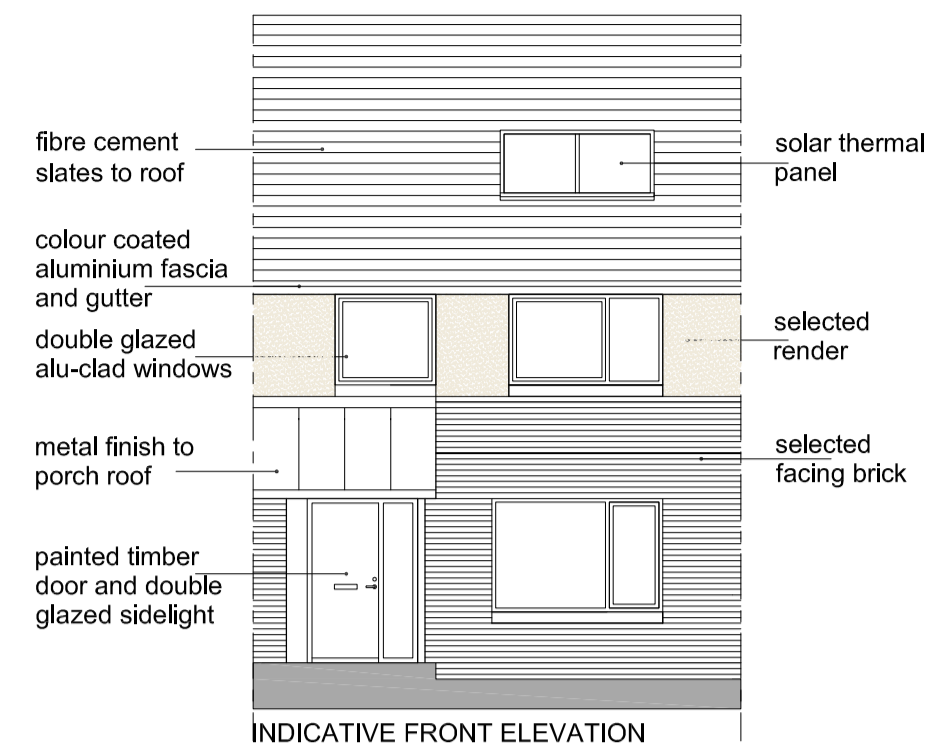 fibre cement
slates to roof
solar thermal
panel
colour coated
aluminium fascia
and gutter
double glazed
alu-clad windows
selected
render
metal finish to
porch roof
selected
facing brick
painted timber
door and double
glazed sidelight
INDICATIVE FRONT ELEVATION